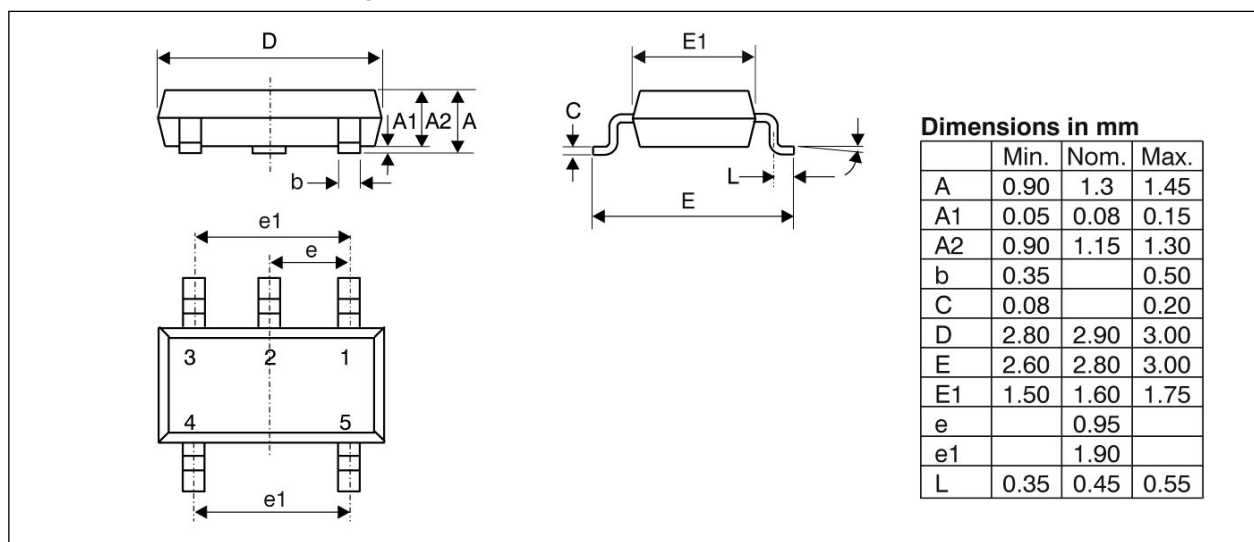 D
A1 A2 A
b
E1
C
L
E
e1
e
3 2 1
4 5
e1
Dimensions in mm
Min. Nom. Max.
A 0.90 1.3 1.45
A1 0.05 0.08 0.15
A2 0.90 1.15 1.30
b 0.35 0.50
C 0.08 0.20
D 2.80 2.90 3.00
E 2.60 2.80 3.00
E1 1.50 1.60 1.75
e 0.95
e1 1.90
L 0.35 0.45 0.55